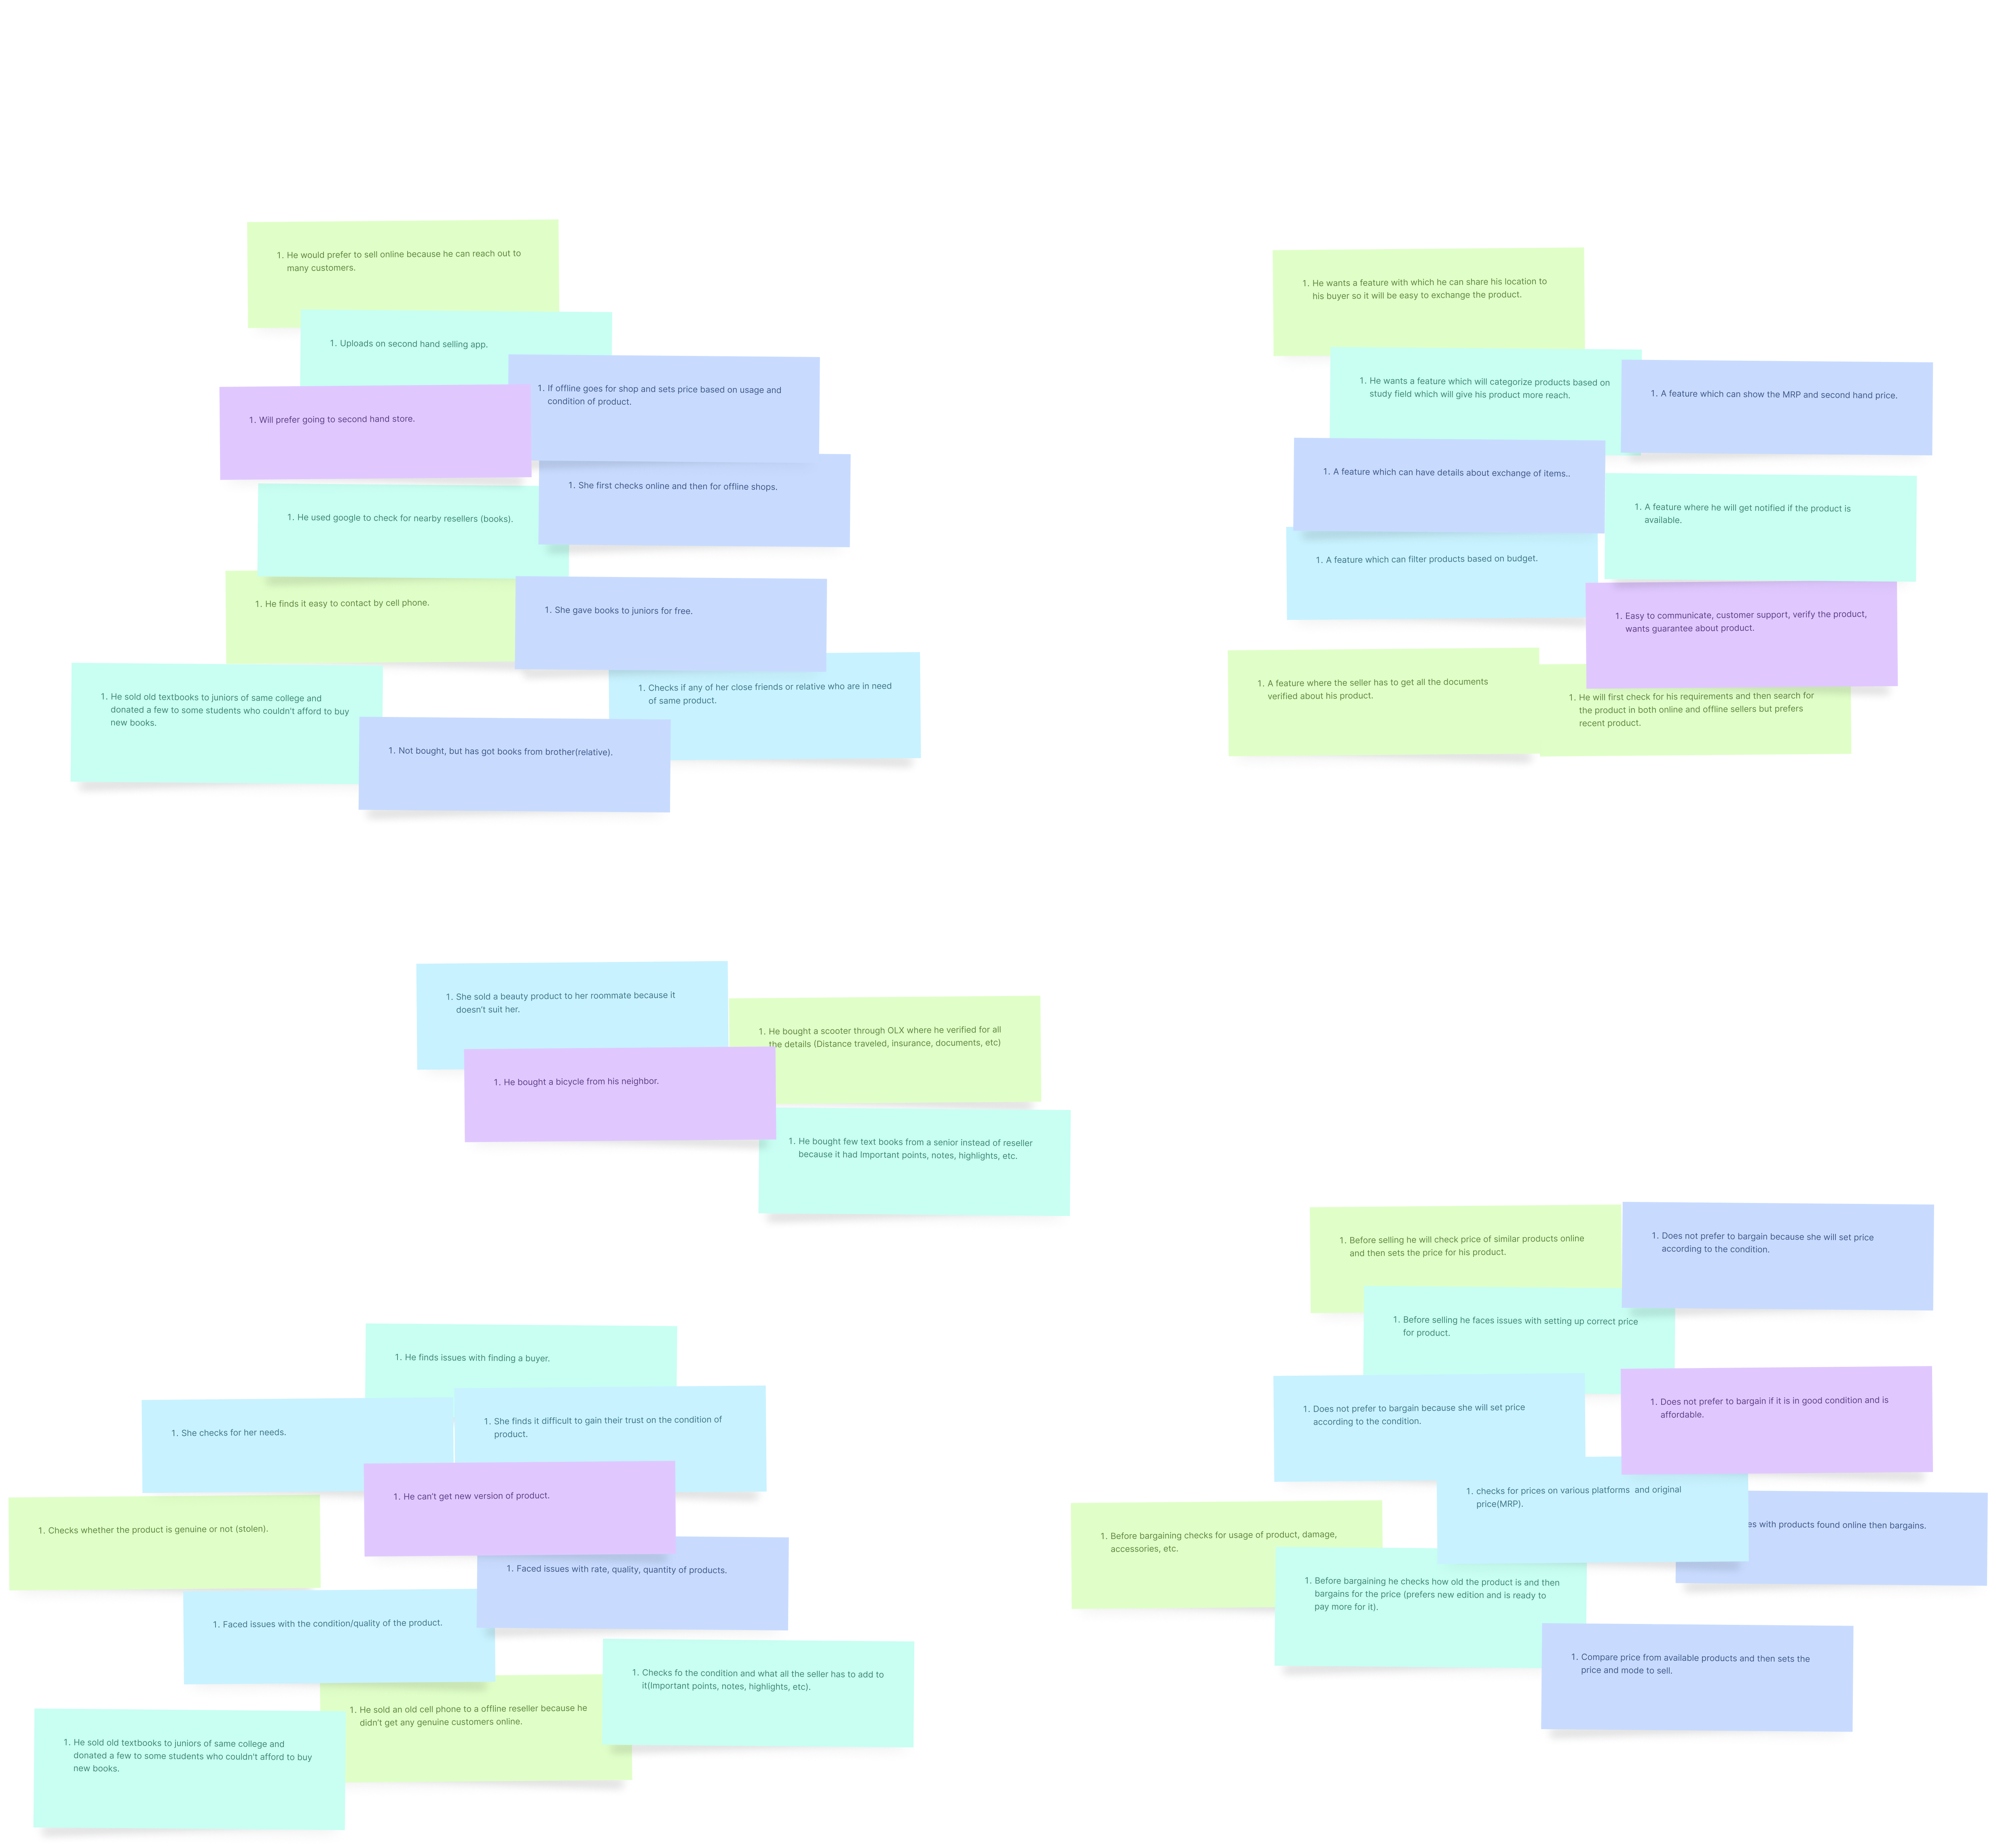 1. He would prefer to sell online because he can reach out to
many customers.
1. Uploads on second hand selling app.
1. If offline goes for shop and sets price based on usage and
condition of product.
1. Will prefer going to second hand store.
1. She first checks online and then for offline shops.
1. He used google to check for nearby resellers (books).
1. He finds it easy to contact by cell phone.
1. She gave books to juniors for free.
1. He sold old textbooks to juniors of same college and
donated a few to some students who couldn't afford to buy
new books.
1. Checks if any of her close friends or relative who are in need
of same product.
1. Not bought, but has got books from brother(relative).
1. He wants a feature with which he can share his location to
his buyer so it will be easy to exchange the product.
1. He wants a feature which will categorize products based on
study field which will give his product more reach.
1. A feature which can show the MRP and second hand price.
1. A feature which can have details about exchange of items..
1. A feature where he will get notified if the product is
available.
1. A feature which can filter products based on budget.
1. Easy to communicate, customer support, verify the product,
wants guarantee about product.
1. A feature where the seller has to get all the documents
verified about his product.
1. He will first check for his requirements and then search for
the product in both online and offline sellers but prefers
recent product.
1. She sold a beauty product to her roommate because it
doesn't suit her.
1. He bought a scooter through OLX where he verified for all
the details (Distance traveled, insurance, documents, etc)
1. He bought a bicycle from his neighbor.
1. He bought few text books from a senior instead of reseller
because it had Important points, notes, highlights, etc.
1. Before selling he will check price of similar products online
and then sets the price for his product.
1. Does not prefer to bargain because she will set price
according to the condition.
1. Before selling he faces issues with setting up correct price
for product.
1. Does not prefer to bargain because she will set price
according to the condition.
1. Does not prefer to bargain if it is in good condition and is
affordable.
1. checks for prices on various platforms and original
price(MRP).
es with products found online then bargains.
1. Before bargaining checks for usage of product, damage,
accessories, etc.
1. Before bargaining he checks how old the product is and then
bargains for the price (prefers new edition and is ready to
pay more for it).
1. Compare price from available products and then sets the
price and mode to sell.
1. He finds issues with finding a buyer.
1. She checks for her needs.
1. She finds it difficult to gain their trust on the condition of
product.
1. He can't get new version of product.
1. Checks whether the product is genuine or not (stolen).
1. Faced issues with rate, quality, quantity of products.
1. Faced issues with the condition/quality of the product.
1. Checks fo the condition and what all the seller has to add to
it(Important points, notes, highlights, etc).
1. He sold an old cell phone to a offline reseller because he
didn't get any genuine customers online.
1. He sold old textbooks to juniors of same college and
donated a few to some students who couldn't afford to buy
new books.